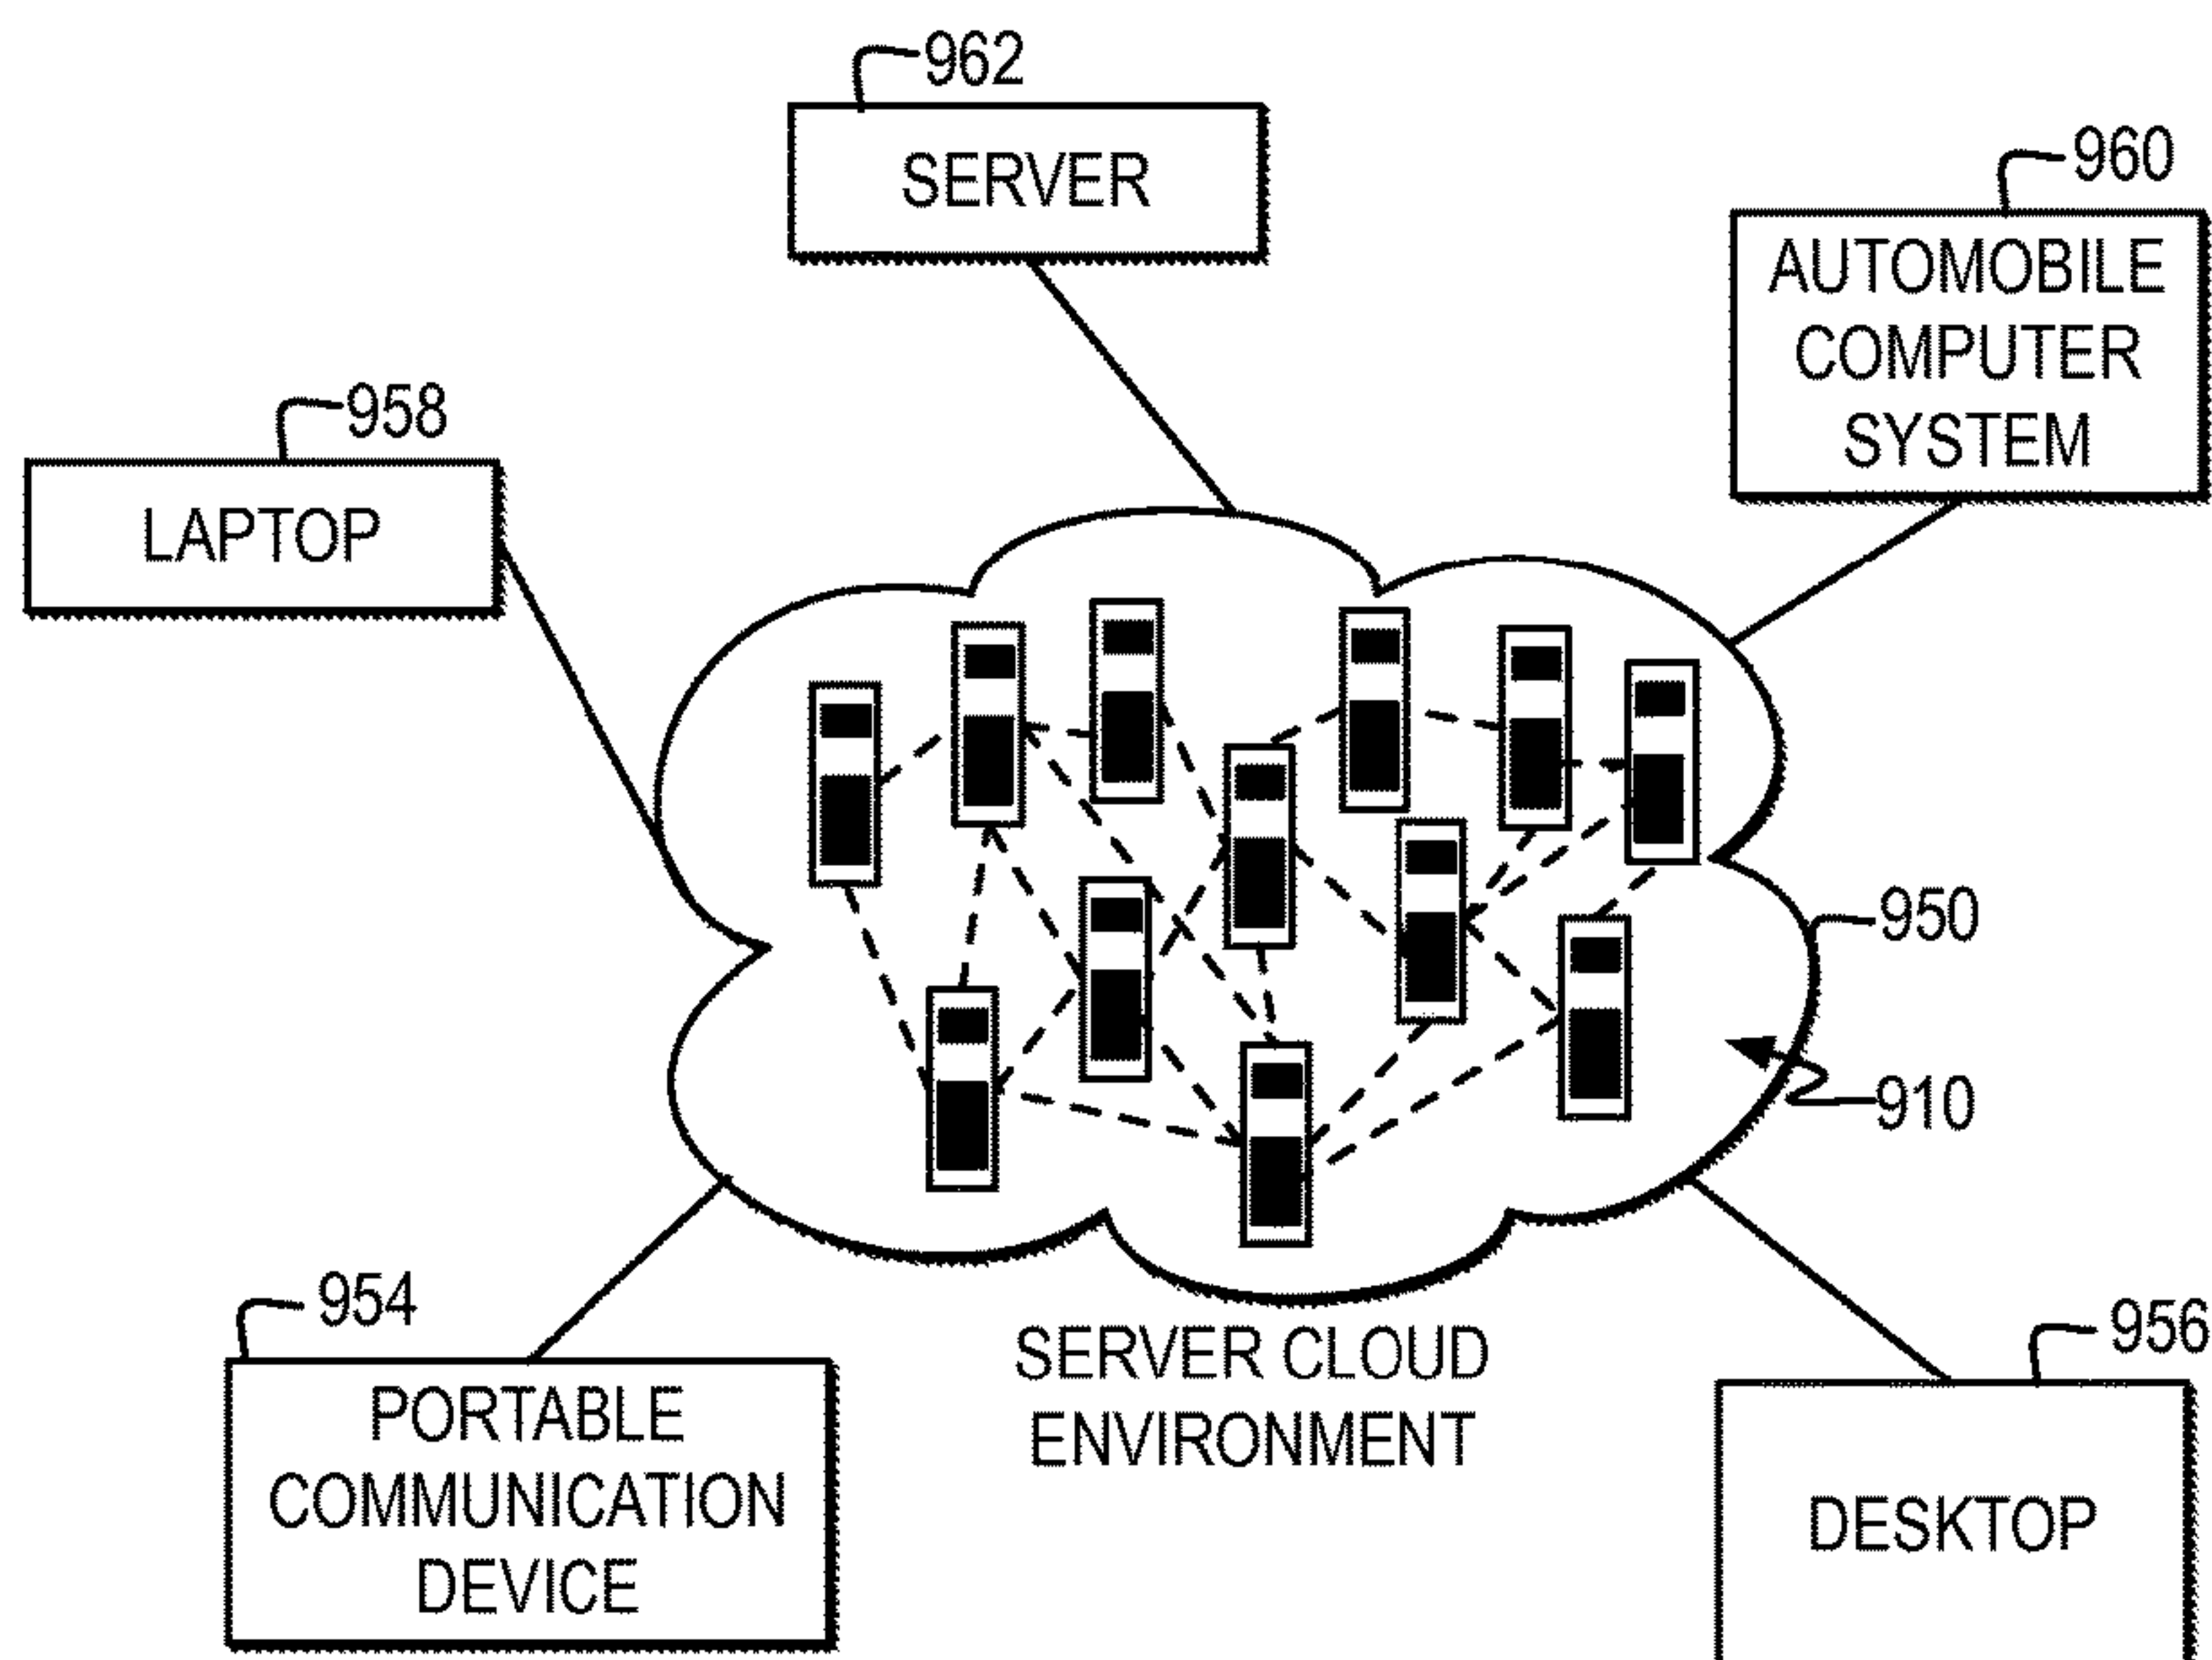 962
SERVER
960
AUTOMOBILE
COMPUTER
SYSTEM
958
LAPTOP
950
910
954
PORTABLE
COMMUNICATION
DEVICE
SERVER CLOUD
ENVIRONMENT
956
DESKTOP